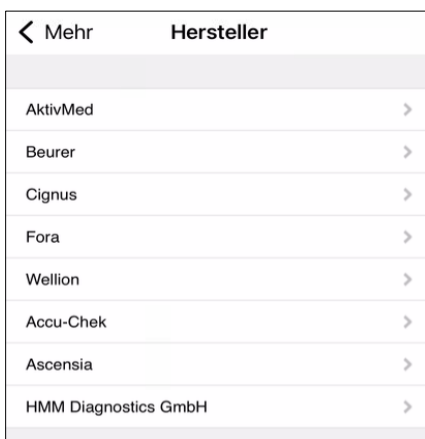 Mehr Hersteller
AktivMed
Beurer
Cignus
Fora
Wellion
Accu-Chek
Ascensia
HMM Diagnostics GmbH